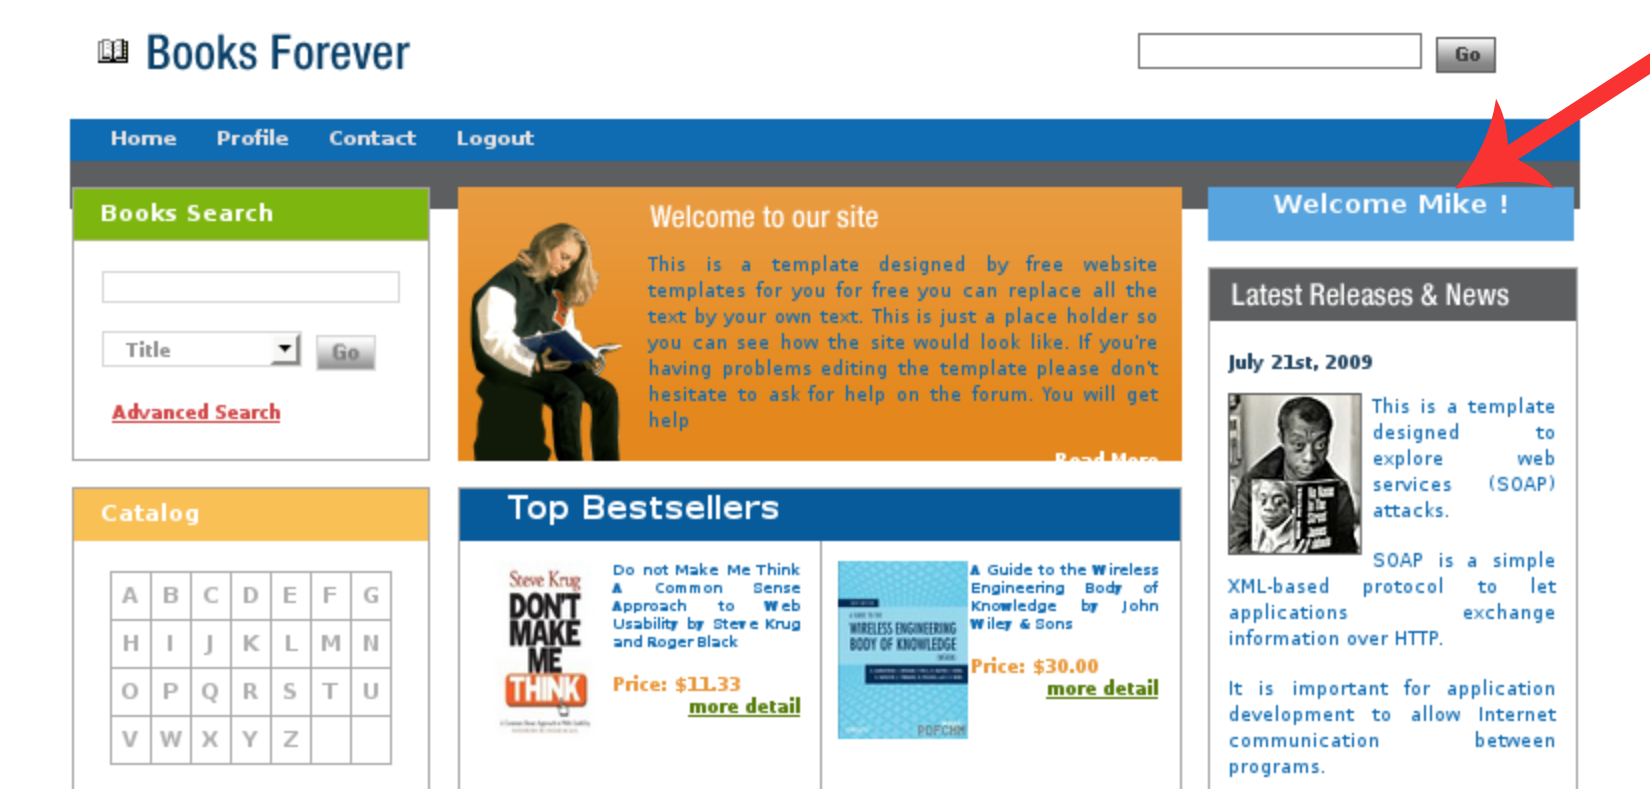 Books Forever
Go
Home Profile Contact Logout
Books Search
Title
Go
Advanced Search
Catalog
A B C D E F G
H I J K L M N
O P Q R S T U
V W X Y Z
Welcome to our site
This is a template designed by free website
templates for you for free you can replace all the
text by your own text. This is just a place holder so
you can see how the site would look like. If you're
having problems editing the template please don't
hesitate to ask for help on the forum. You will get
help
Read More
Top Bestsellers
Steve Krug
DON'T
MAKE
ME
THINK
Do not Make Me Think
A Common Sense
Approach to Web
Usability by Steve Krug
and Roger Black
Price: $11.33
more detail
WIRELESS ENGINEERING
BODY OF KNOWLEDGE
PDFCHM
A Guide to the Wireless
Engineering Body of
Knowledge by John
Wiley & Sons
Price: $30.00
more detail
Welcome Mike !
Latest Releases & News
July 21st, 2009
This is a template
designed to
explore web
services (SOAP)
attacks.
SOAP is a simple
XML-based protocol to let
applications exchange
information over HTTP.
It is important for application
development to allow Internet
communication between
programs.